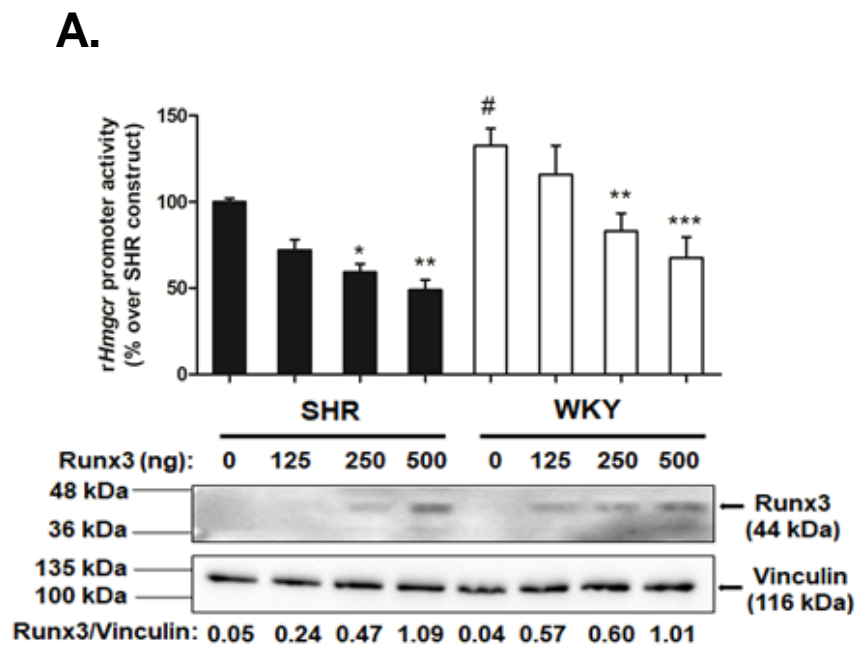 A.
rHmgcr promoter activity
(% over SHR construct)
150
100
50
0
* ** # ** ***
SHR WKY
Runx3 (ng): 0 125 250 500 0 125 250 500
48 kDa
36 kDa
Runx3
(44 kDa)
135 kDa
100 kDa
Vinculin
(116 kDa)
Runx3/Vinculin: 0.05 0.24 0.47 1.09 0.04 0.57 0.60 1.01